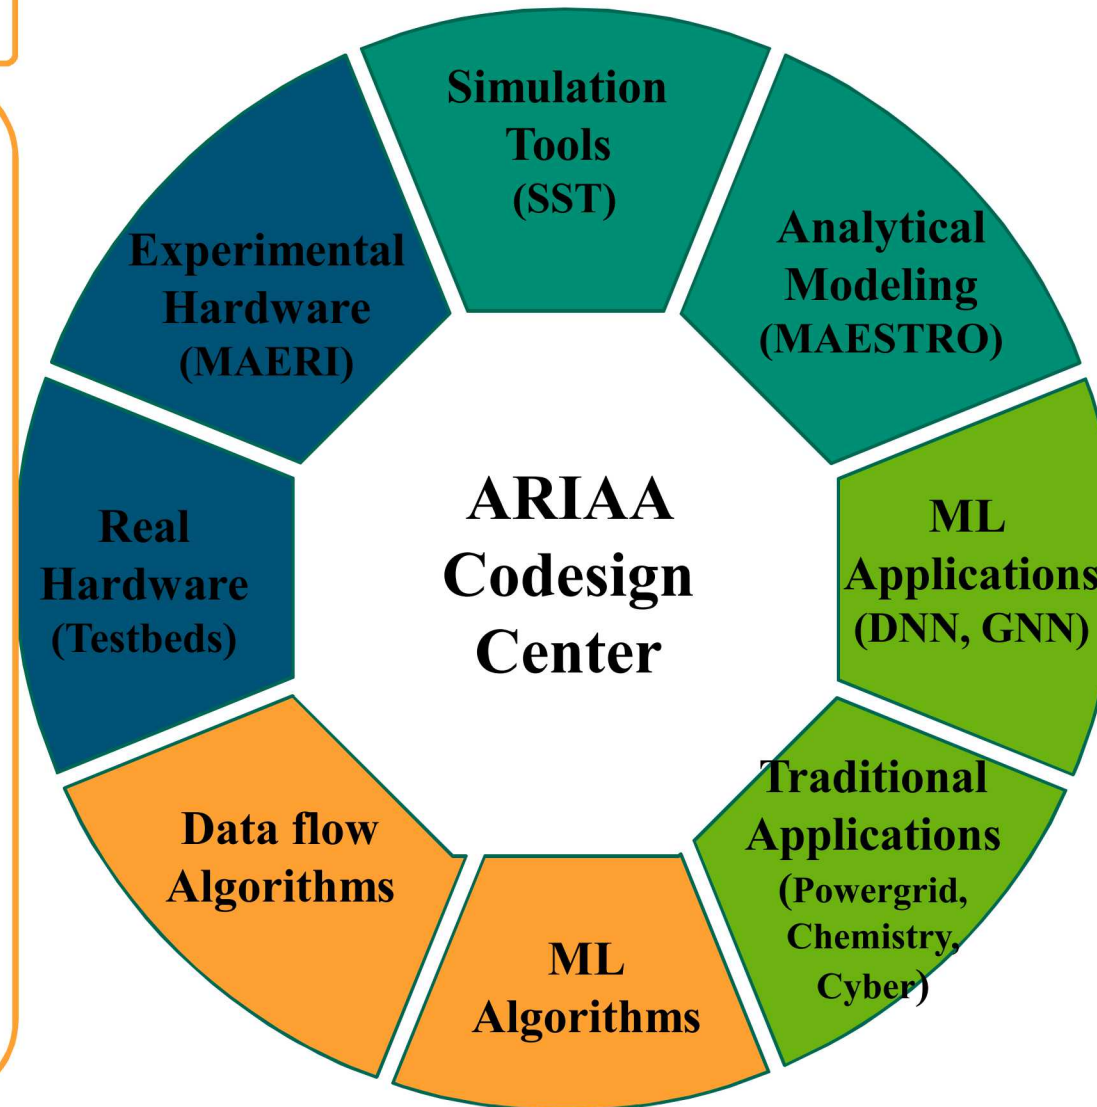 Simulation
Tools
(SST)
Analytical
Modeling
(MAESTRO)
ML
Applications
(DNN, GNN)
Traditional
Applications
(Powergrid,
Chemistry,
Cyber)
ML
Algorithms
Data flow
Algorithms
Real
Hardware
(Testbeds)
Experimental
Hardware
(MAERI)
ARIAA
Codesign
Center